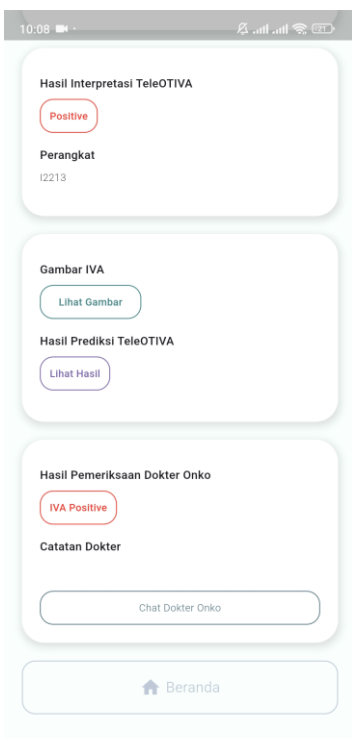 10:08
Hasil Interpretasi TeleOTIVA
Positive
Perangkat
I2213
Gambar IVA
Lihat Gambar
Hasil Prediksi TeleOTIVA
Lihat Hasil
Hasil Pemeriksaan Dokter Onko
IVA Positive
Catatan Dokter
Chat Dokter Onko
Beranda